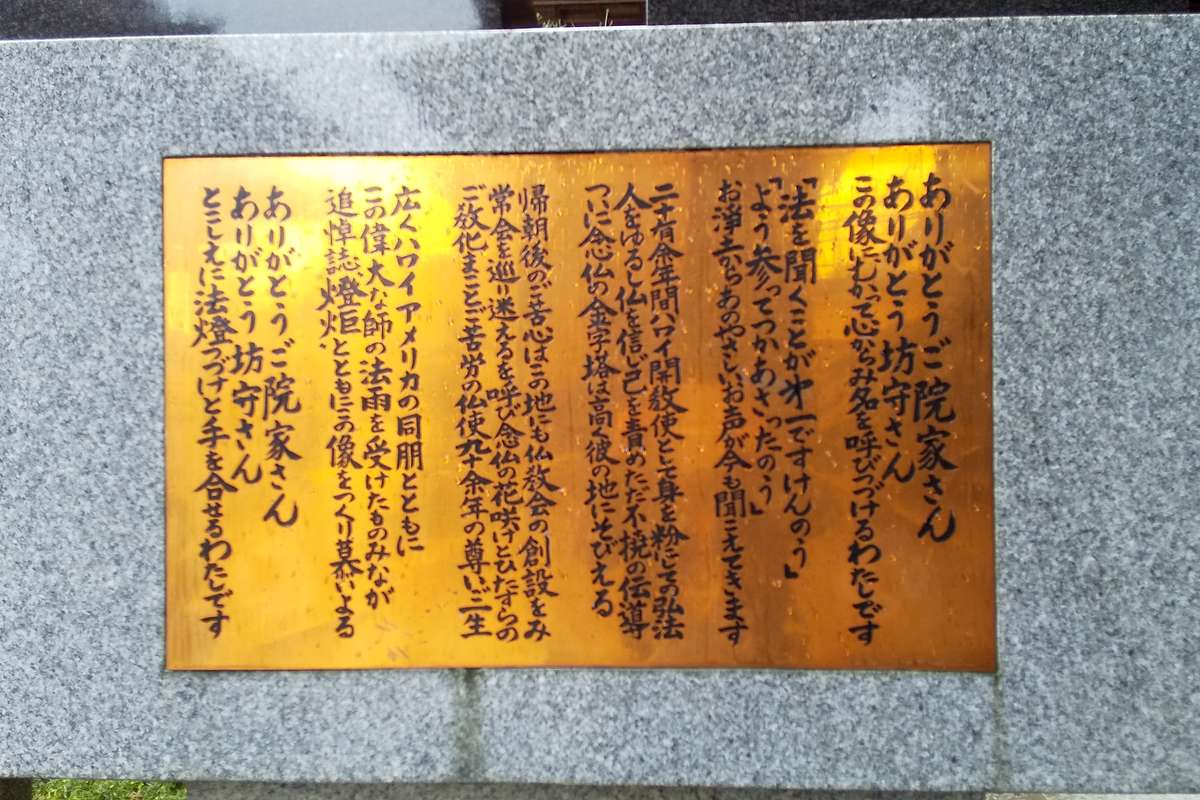 ありがとうご院家さん
ありがとう坊守さん
この像にむかって心からみ名を呼びつづけるわたしです
「法を聞くことが第一ですけんのう」
「よう参ってつかあさったのう」
お浄土からあのやさしいお声が今も聞こえてきます
二十有余年間ハワイ開教使として身を粉にしての弘法
人をゆるし仏を信じ己を責めただ不撓の伝導
ついに念仏の金字塔は高く彼の地にそびえる
帰朝後のご苦心はこの地にも仏教会の創設をみ
常会を巡り迷えるを呼び念仏の花咲けとひたすらの
ご教化まことご苦労の仏使九十余年の尊いご一生
広くハワイアメリカの同朋とともに
この偉大な師の法雨を受けたものみなが
追悼誌、燈炬、とともにこの像をつくり慕いよる
ありがとうご院家さん
ありがとう坊守さん
とこしえに法燈つづけと手を合せるわたしです